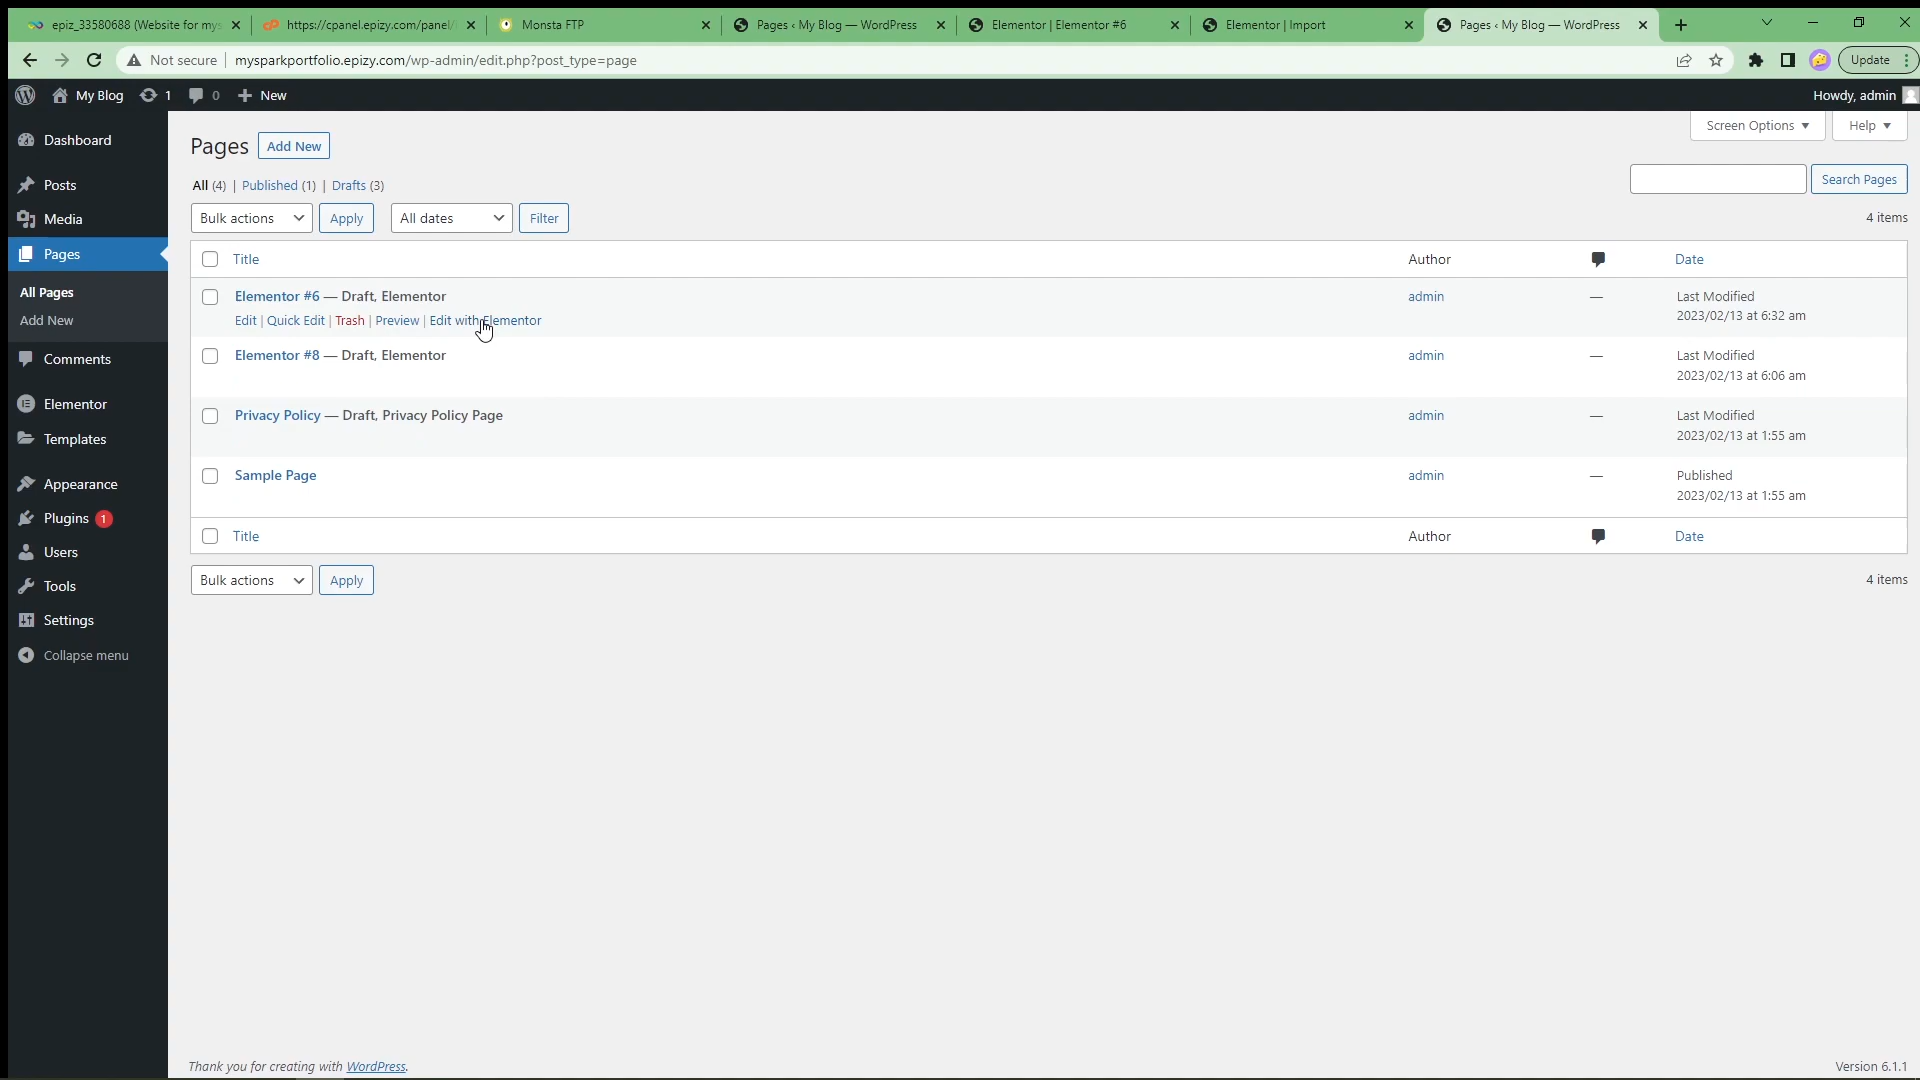 epiz_33580688 (Website for mys
https://cpanel.epizy.com/panel/
Monsta FTP
Pages ‹ My Blog — WordPress
Elementor | Elementor #6
Elementor | Import
Pages ‹ My Blog — WordPress
Not secure
mysparkportfolio.epizy.com/wp-admin/edit.php?post_type=page
Update
My Blog 1 0 New
Howdy, admin
Dashboard
Posts
Media
Pages
All Pages
Add New
Comments
Elementor
Templates
Appearance
Plugins 1
Users
Tools
Settings
Collapse menu
Screen Options
Help
Pages Add New
All (4) | Published (1) | Drafts (3)
Search Pages
Bulk actions Apply All dates Filter
4 items
Title Author Date
Elementor #6 — Draft, Elementor admin — Last Modified
Edit | Quick Edit | Trash | Preview | Edit with Elementor 2023/02/13 at 6:32 am
Elementor #8 — Draft, Elementor admin — Last Modified
2023/02/13 at 6:06 am
Privacy Policy — Draft, Privacy Policy Page admin — Last Modified
2023/02/13 at 1:55 am
Sample Page admin — Published
2023/02/13 at 1:55 am
Title Author Date
Bulk actions Apply 4 items
Thank you for creating with WordPress.
Version 6.1.1